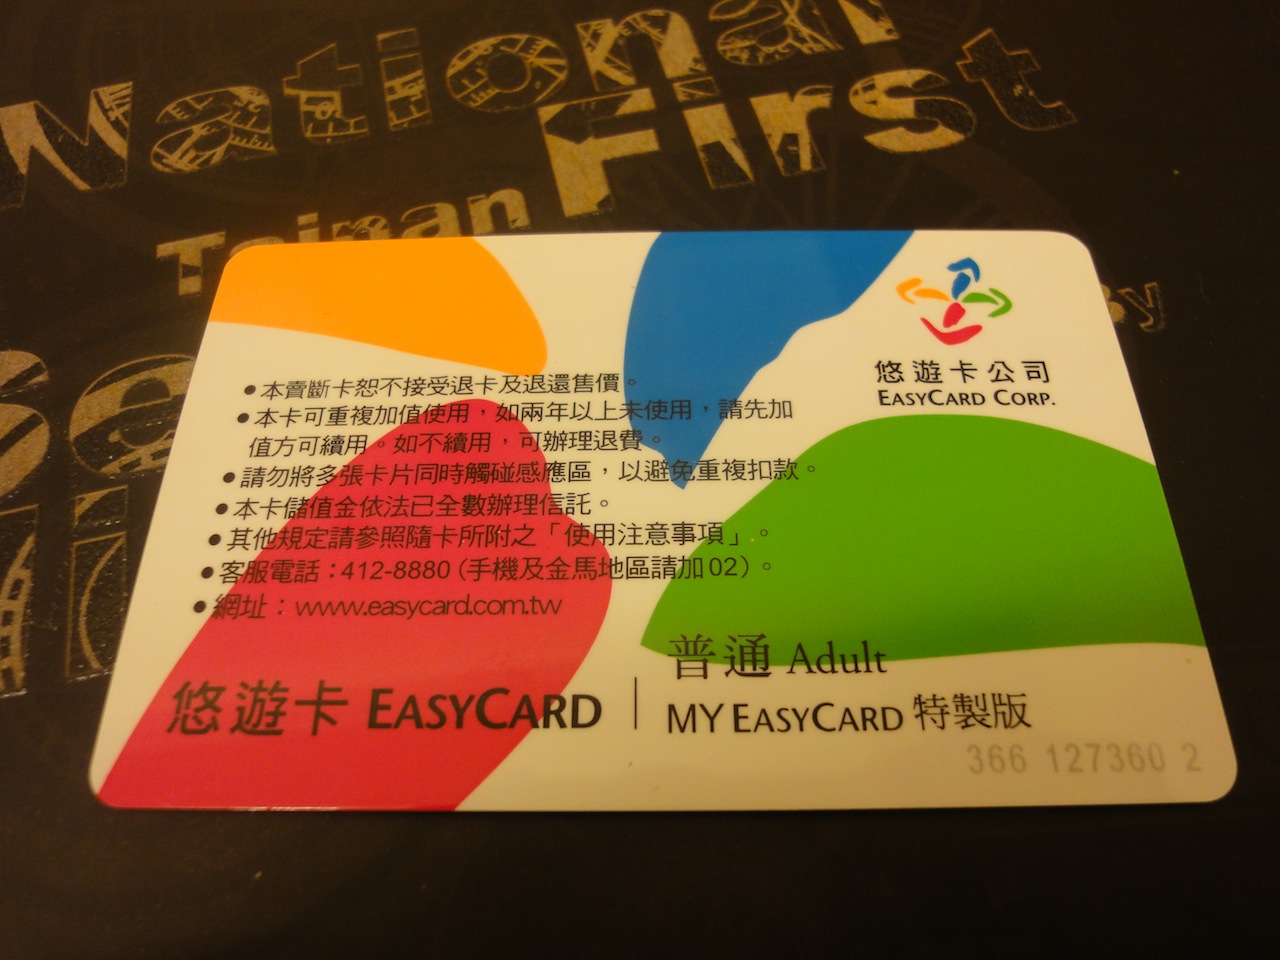 National
First
Tainan
悠遊卡公司
EASYCARD CORP.
●本賣斷卡恕不接受退卡及退還售價。
●本卡可重複加值使用，如兩年以上未使用，請先加
值方可續用。如不續用，可辦理退費。
●請勿將多張卡片同時觸碰感應區，以避免重複扣款。
●本卡儲值金依法已全數辦理信託。
●其他規定請參照隨卡所附之「使用注意事項」。
●客服電話：412-8880（手機及金馬地區請加02）。
●網址：www.easycard.com.tw
悠遊卡 EASYCARD
普通 Adult
MY EASYCARD 特製版
366 127360 2